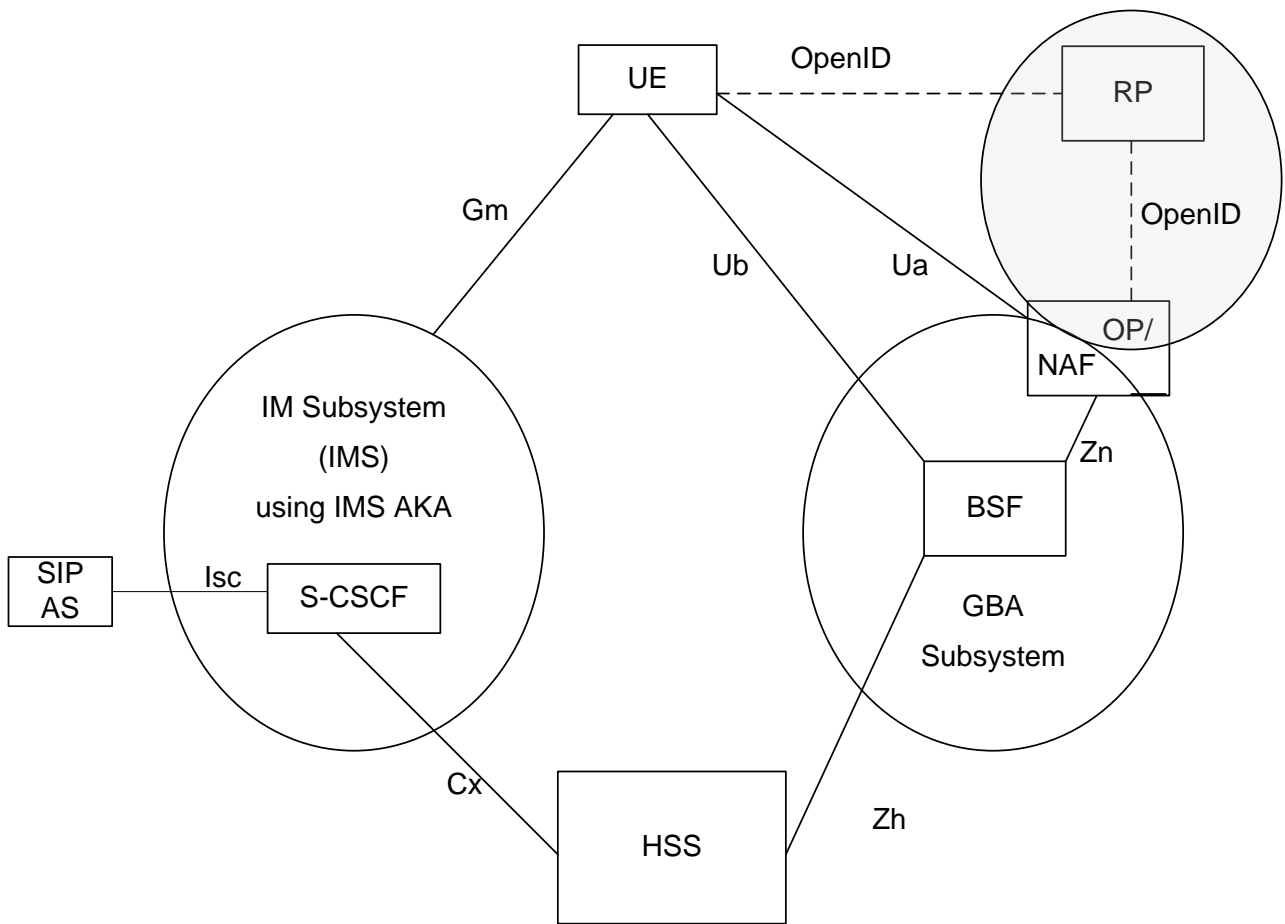 OpenID
UE
RP
Gm
OpenID
Ub
Ua
OP/
NAF
IM Subsystem
(IMS)
using IMS AKA
Zn
BSF
SIP
AS
Isc
S-CSCF
GBA
Subsystem
Cx
Zh
HSS